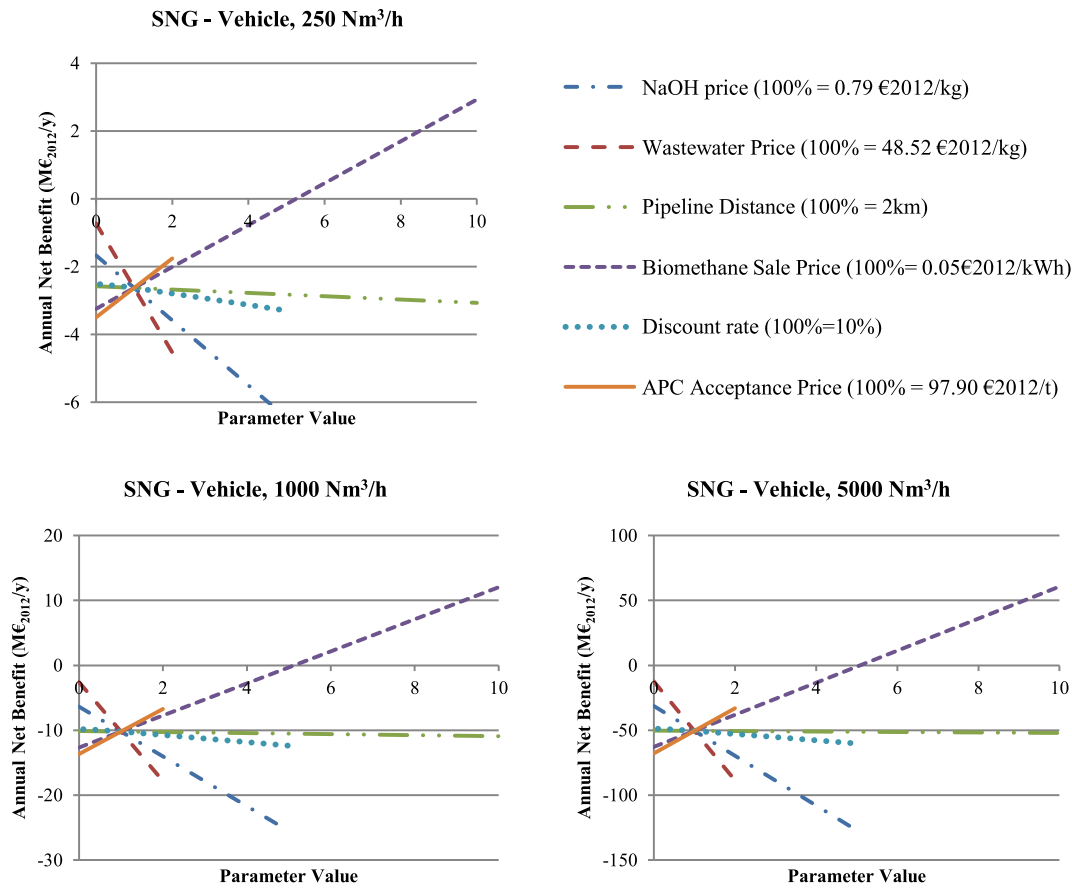 SNG - Vehicle, 250 Nm³/h
4
2
0
-2
-4
-6
0 2 4 6 8 10
Annual Net Benefit (M€2012/y)
Parameter Value
NaOH price (100% = 0.79 €2012/kg)
Wastewater Price (100% = 48.52 €2012/kg)
Pipeline Distance (100% = 2km)
Biomethane Sale Price (100%= 0.05€2012/kWh)
Discount rate (100%=10%)
APC Acceptance Price (100% = 97.90 €2012/t)
SNG - Vehicle, 1000 Nm³/h
20
10
0
-10
-20
-30
0 2 4 6 8 10
Annual Net Benefit (M€2012/y)
Parameter Value
SNG - Vehicle, 5000 Nm³/h
100
50
0
-50
-100
-150
0 2 4 6 8 10
Annual Net Benefit (M€2012/y)
Parameter Value